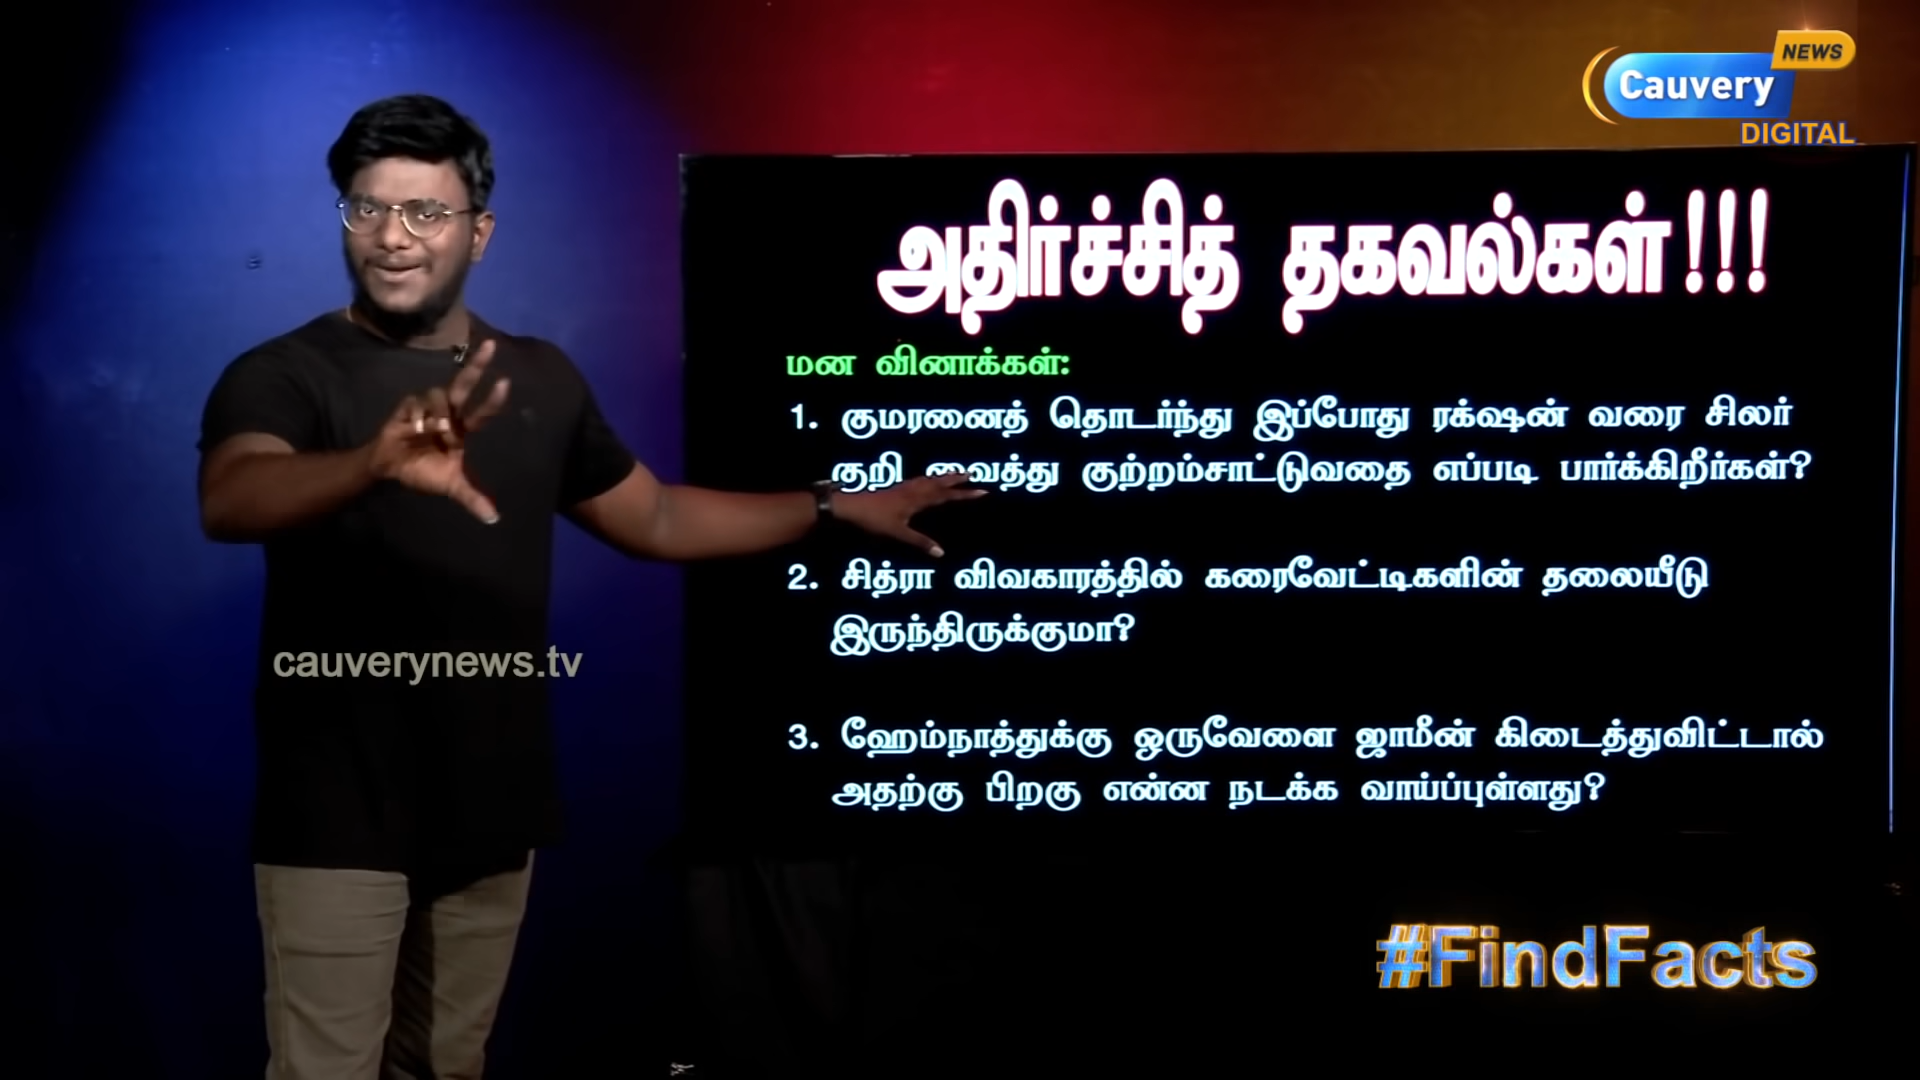 NEWS
Cauvery
DIGITAL
அதிர்ச்சித் தகவல்கள்!!!
மன வினாக்கள்:
1. குமரனைத் தொடர்ந்து இப்போது ரக்ஷன் வரை சிலர்
குறி வைத்து குற்றம்சாட்டுவதை எப்படி பார்க்கிறீர்கள்?
2. சித்ரா விவகாரத்தில் கரைவேட்டிகளின் தலையீடு
இருந்திருக்குமா?
cauverynews.tv
3. ஹேம்நாத்துக்கு ஒருவேளை ஜாமீன் கிடைத்துவிட்டால்
அதற்கு பிறகு என்ன நடக்க வாய்ப்புள்ளது?
#FindFacts